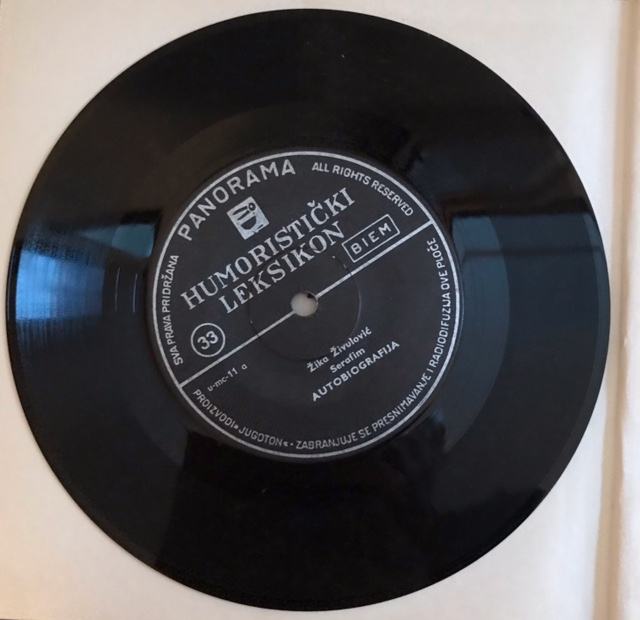 PANORAMA
ALL RIGHTS RESERVED
SVA PRAVA PRIDRŽANA
HUMORISTIČKI
LEKSIKON
BIEM
33
u-mc-11 a
Žika Živulović
Serafim
AUTOBIOGRAFIJA
PROIZVODI »JUGOTON« · ZABRANJUJE SE PRESNIMAVANJE I RADIODIFUZIJA OVE PLOČE